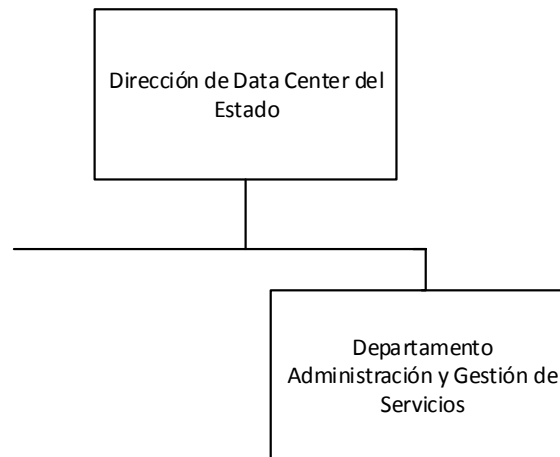 Dirección de Data Center del
Estado
Departamento
Administración y Gestión de
Servicios